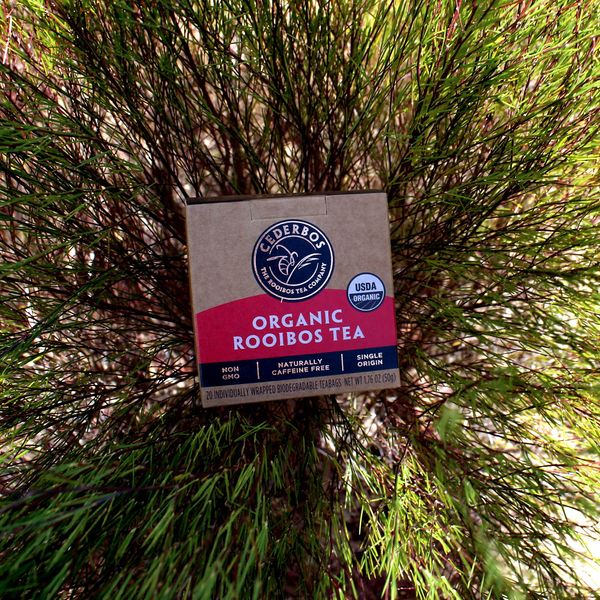 CEDERBOS
THE ROOIBOS TEA COMPANY
USDA
ORGANIC
ORGANIC
ROOIBOS TEA
NON
GMO
NATURALLY
CAFFEINE FREE
SINGLE
ORIGIN
20 INDIVIDUALLY WRAPPED BIODEGRADABLE TEABAGS · NET WT 1.76 OZ (50g)